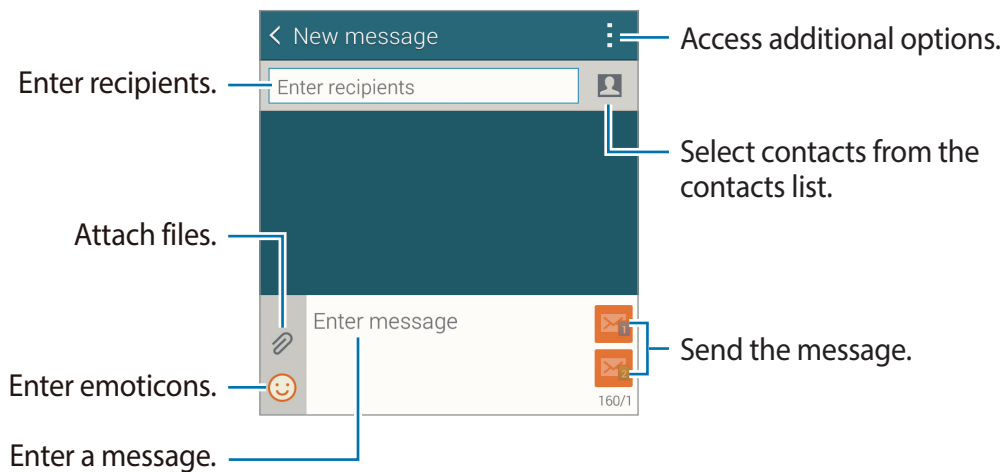 New message
Access additional options.
Enter recipients.
Enter recipients
Select contacts from the
contacts list.
Attach files.
Enter message
1
Send the message.
2
Enter emoticons.
160/1
Enter a message.